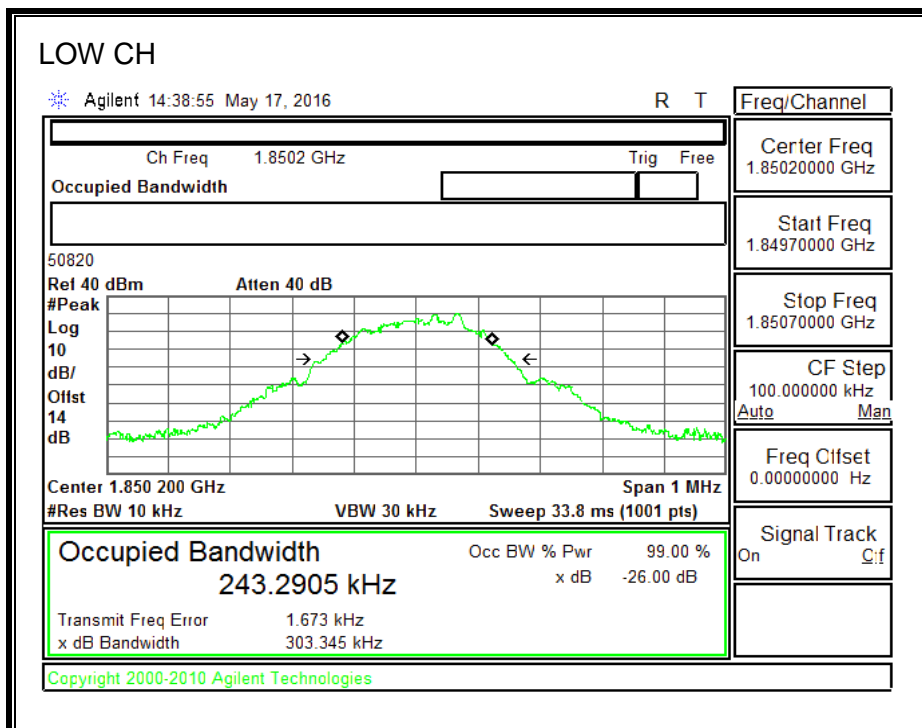 LOW CH
Agilent 14:38:55 May 17, 2016 R T
Ch Freq 1.8502 GHz Trig Free
Occupied Bandwidth
50820
Ref 40 dBm Atten 40 dB
#Peak
Log
10
dB/
Offst
14
dB
Center 1.850 200 GHz Span 1 MHz
#Res BW 10 kHz VBW 30 kHz Sweep 33.8 ms (1001 pts)
Occupied Bandwidth Occ BW % Pwr 99.00 %
243.2905 kHz x dB -26.00 dB
Transmit Freq Error 1.673 kHz
x dB Bandwidth 303.345 kHz
Copyright 2000-2010 Agilent Technologies
Freq/Channel
Center Freq
1.85020000 GHz
Start Freq
1.84970000 GHz
Stop Freq
1.85070000 GHz
CF Step
100.000000 kHz
Auto Man
Freq Offset
0.00000000 Hz
Signal Track
On Off